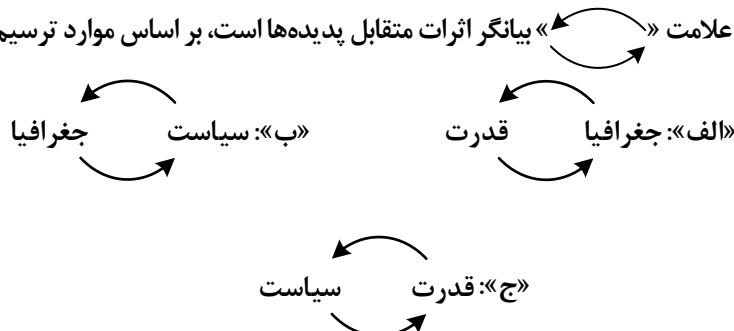 علامت « » بیانگر اثرات متقابل پدیده‌ها است، بر اساس موارد ترسیم
«الف»: جغرافیا قدرت
«ب»: سیاست جغرافیا
«ج»: قدرت سیاست